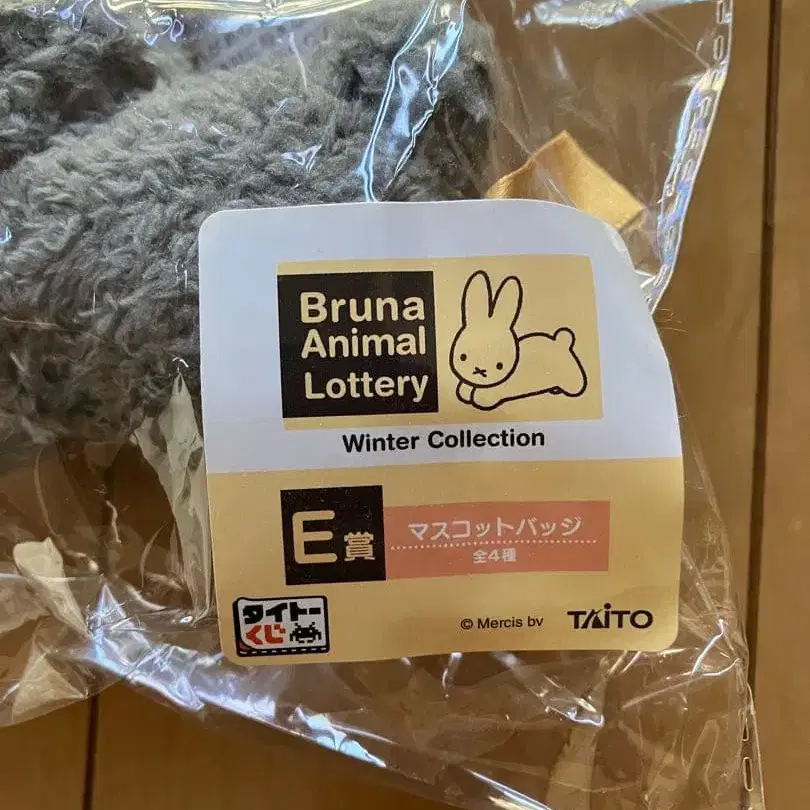 Bruna
Animal
Lottery
Winter Collection
E賞
マスコットバッジ
全4種
タイトー
くじ
© Mercis bv
TAITO